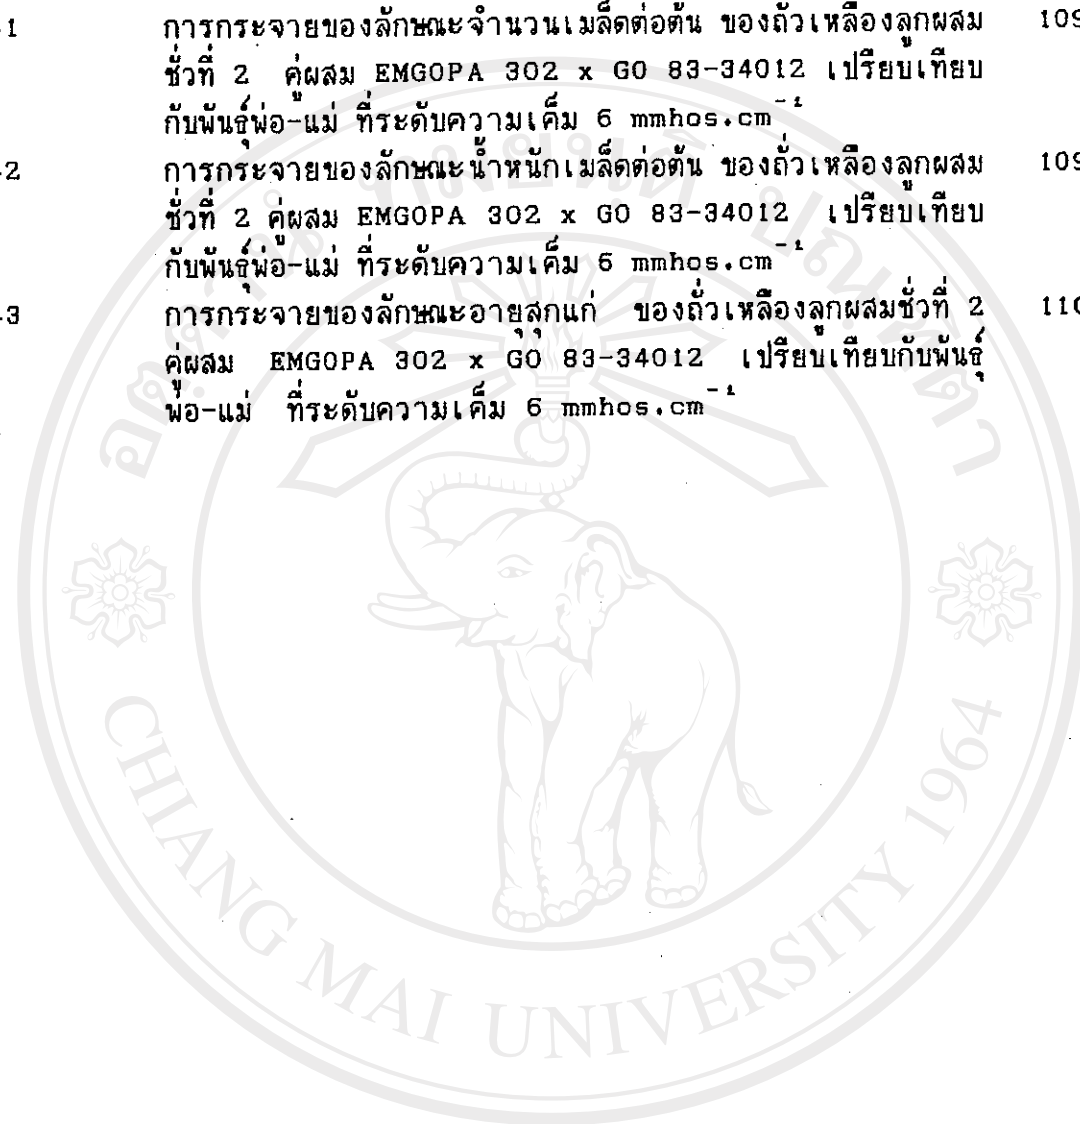 1 การกระจายของลักษณะจำนวนเมล็ดต่อต้น ของถั่วเหลืองลูกผสม 109
ชั่วที่ 2 คู่ผสม EMGOPA 302 x GO 83-34012 เปรียบเทียบ
กับพันธุ์พ่อ-แม่ ที่ระดับความเค็ม 6 mmhos.cm⁻¹
2 การกระจายของลักษณะน้ำหนักเมล็ดต่อต้น ของถั่วเหลืองลูกผสม 109
ชั่วที่ 2 คู่ผสม EMGOPA 302 x GO 83-34012 เปรียบเทียบ
กับพันธุ์พ่อ-แม่ ที่ระดับความเค็ม 6 mmhos.cm⁻¹
3 การกระจายของลักษณะอายุสุกแก่ ของถั่วเหลืองลูกผสมชั่วที่ 2 110
คู่ผสม EMGOPA 302 x GO 83-34012 เปรียบเทียบกับพันธุ์
พ่อ-แม่ ที่ระดับความเค็ม 6 mmhos.cm⁻¹
CHIANG MAI UNIVERSITY 1964